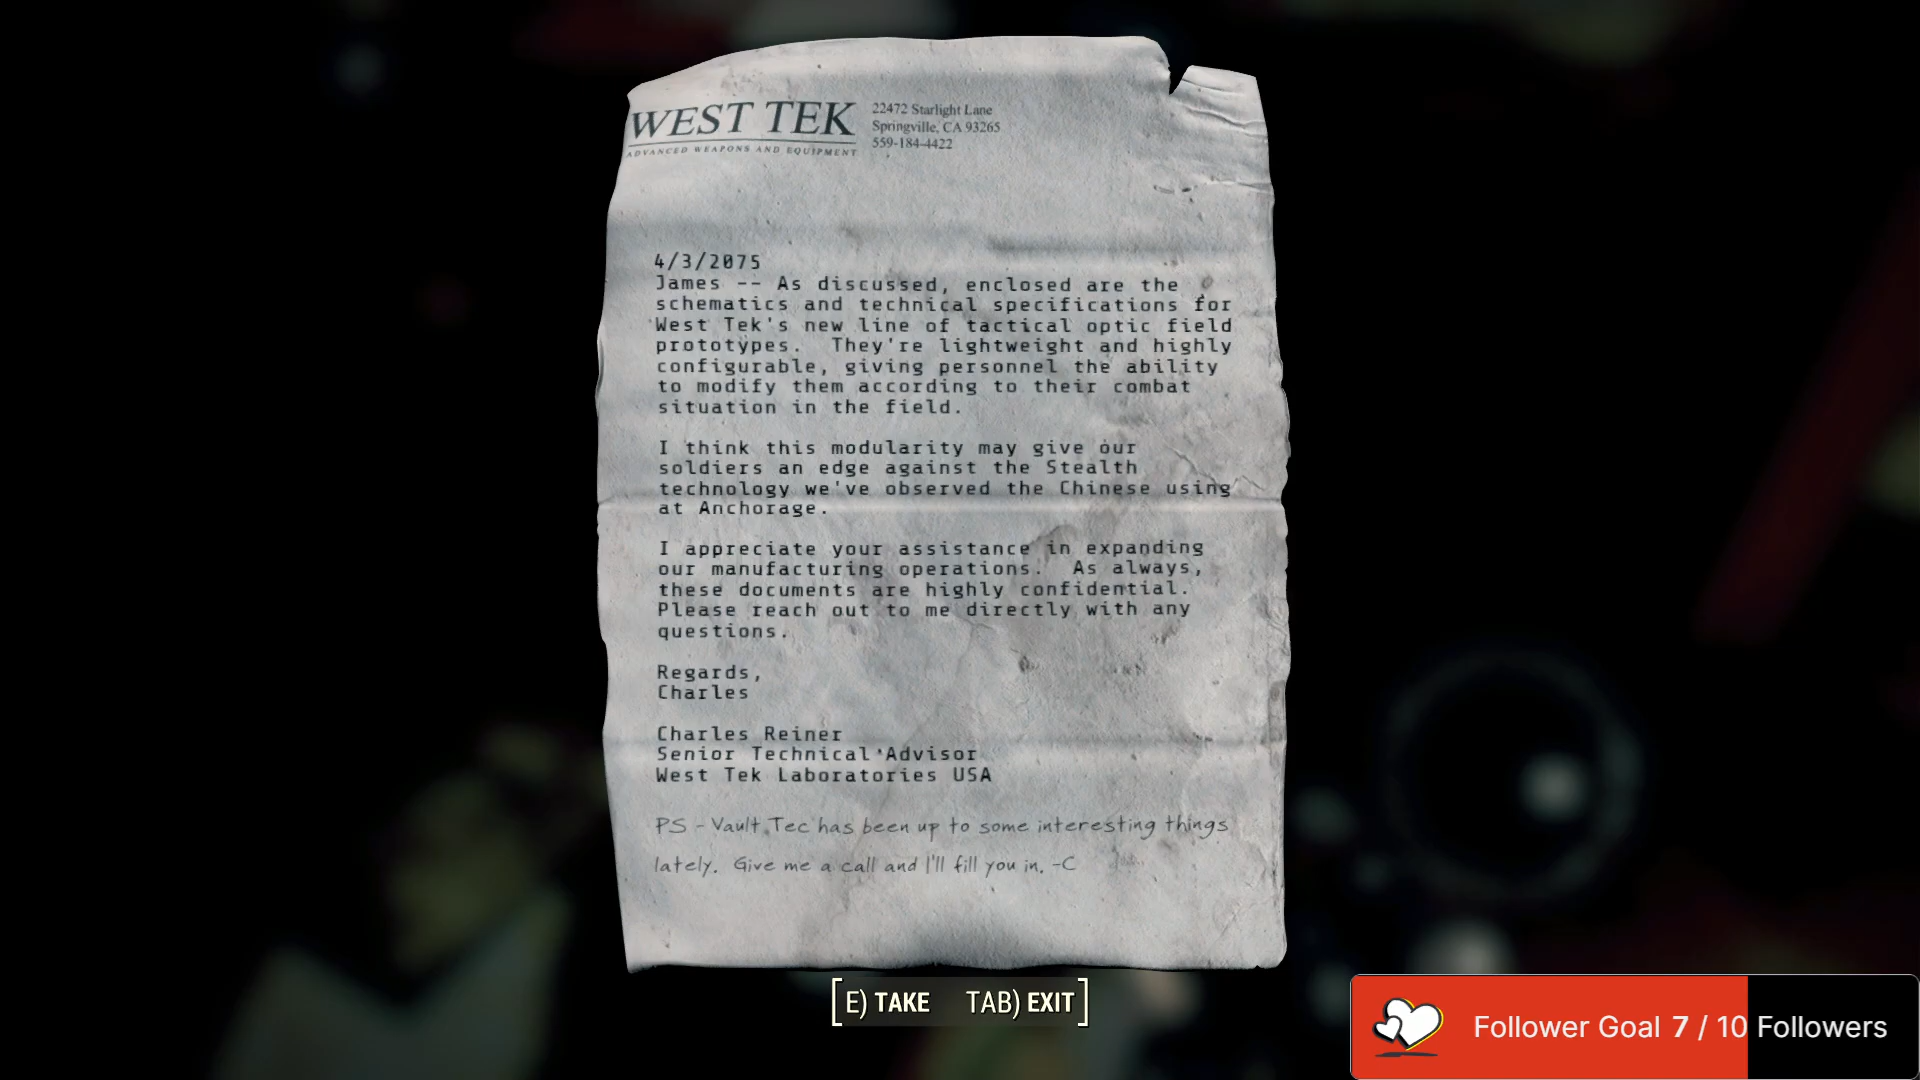 WEST TEK
ADVANCED WEAPONS AND EQUIPMENT
22472 Starlight Lane
Springville, CA 93265
559-184-4422
4/3/2075
James -- As discussed, enclosed are the
schematics and technical specifications for
West Tek's new line of tactical optic field
prototypes. They're lightweight and highly
configurable, giving personnel the ability
to modify them according to their combat
situation in the field.
I think this modularity may give our
soldiers an edge against the Stealth
technology we've observed the Chinese using
at Anchorage.
I appreciate your assistance in expanding
our manufacturing operations. As always,
these documents are highly confidential.
Please reach out to me directly with any
questions.
Regards,
Charles
Charles Reiner
Senior Technical Advisor
West Tek Laboratories USA
PS - Vault Tec has been up to some interesting things
lately. Give me a call and I'll fill you in. -C
[E) TAKE TAB) EXIT]
Follower Goal 7 / 10 Followers